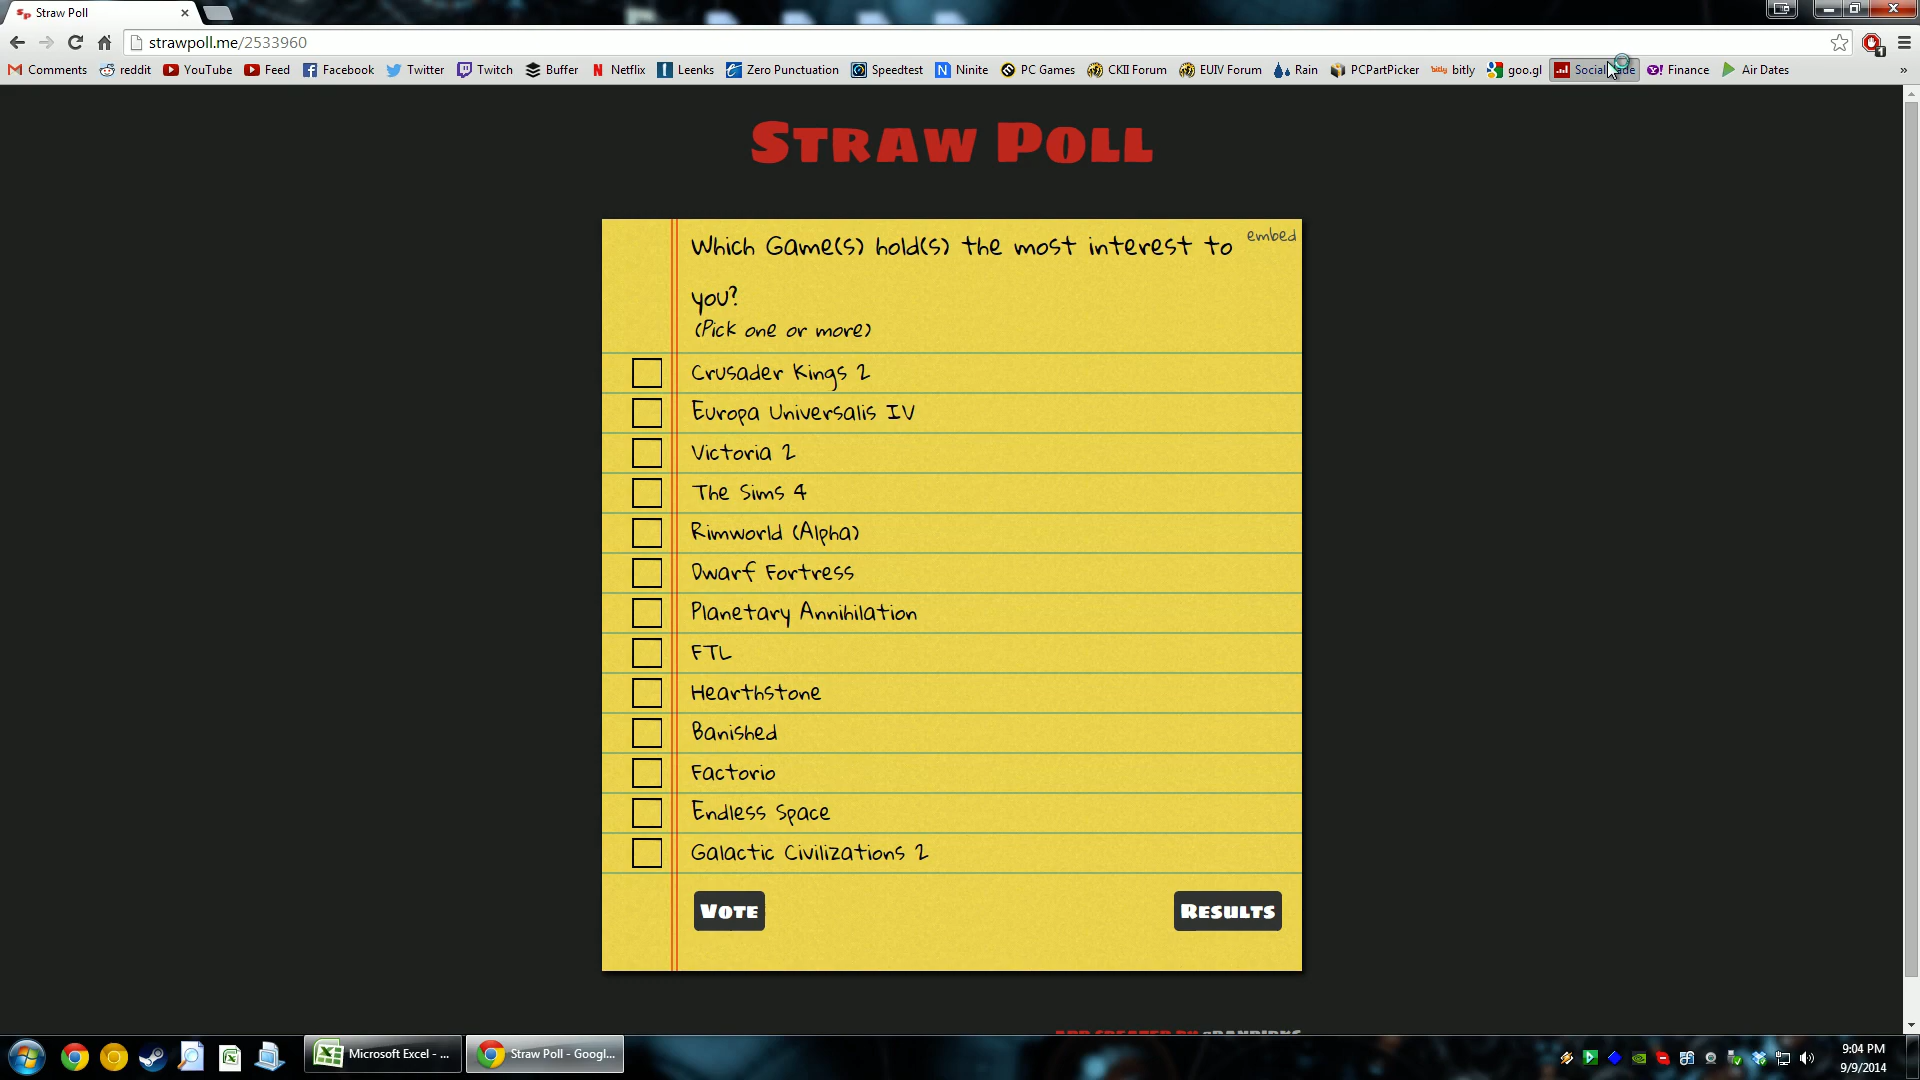 Straw Poll
strawpoll.me/2533960
Comments reddit YouTube Feed Facebook Twitter Twitch Buffer Netflix Leenks Zero Punctuation Speedtest Ninite PC Games CKII Forum EUIV Forum Rain PCPartPicker bitly goo.gl Finance Air Dates »
STRAW POLL
embed
Which Game(s) hold(s) the most interest to
you?
(Pick one or more)
Crusader Kings 2
Europa Universalis IV
Victoria 2
The Sims 4
Rimworld (Alpha)
Dwarf Fortress
Planetary Annihilation
FTL
Hearthstone
Banished
Factorio
Endless Space
Galactic Civilizations 2
VOTE
RESULTS
Microsoft Excel - ...
Straw Poll - Googl...
9:04 PM
9/9/2014